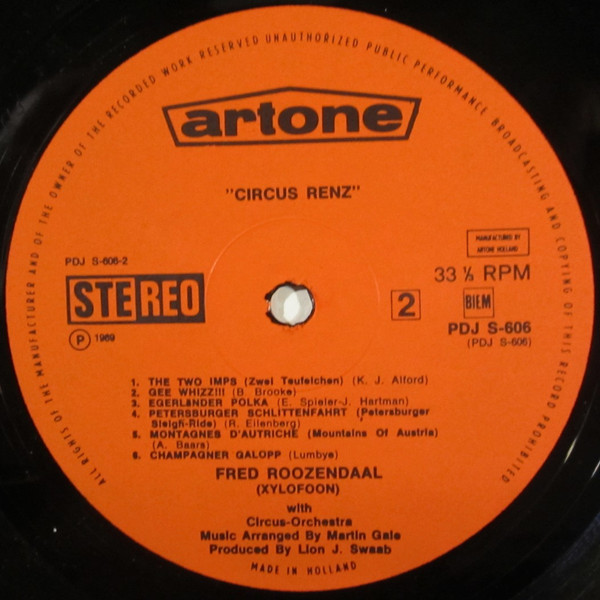 ALL RIGHTS OF THE MANUFACTURER AND OF THE OWNER OF THE RECORDED WORK RESERVED UNAUTHORIZED PUBLIC PERFORMANCE BROADCASTING AND COPYING OF THIS RECORD PROHIBITED
artone
"CIRCUS RENZ"
MANUFACTURED BY
ARTONE HOLLAND
PDJ S-606-2
33 ⅓ RPM
STEREO
2
BIEM
PDJ S-606
(PDJ S-606)
Ⓟ 1969
1. THE TWO IMPS (Zwei Teufelchen) (K. J. Alford)
2. GEE WHIZZ!!! (B. Brooke)
3. EGERLÄNDER POLKA (E. Spieler-J. Hartman)
4. PETERSBURGER SCHLITTENFAHRT (Petersburger
Sleigh-Ride) (R. Eilenberg)
5. MONTAGNES D'AUTRICHE (Mountains Of Austria)
(A. Baars)
6. CHAMPAGNER GALOPP (Lumbye)
FRED ROOZENDAAL
(XYLOFOON)
with
Circus-Orchestra
Music Arranged By Martin Gale
Produced By Lion J. Swaab
MADE IN HOLLAND